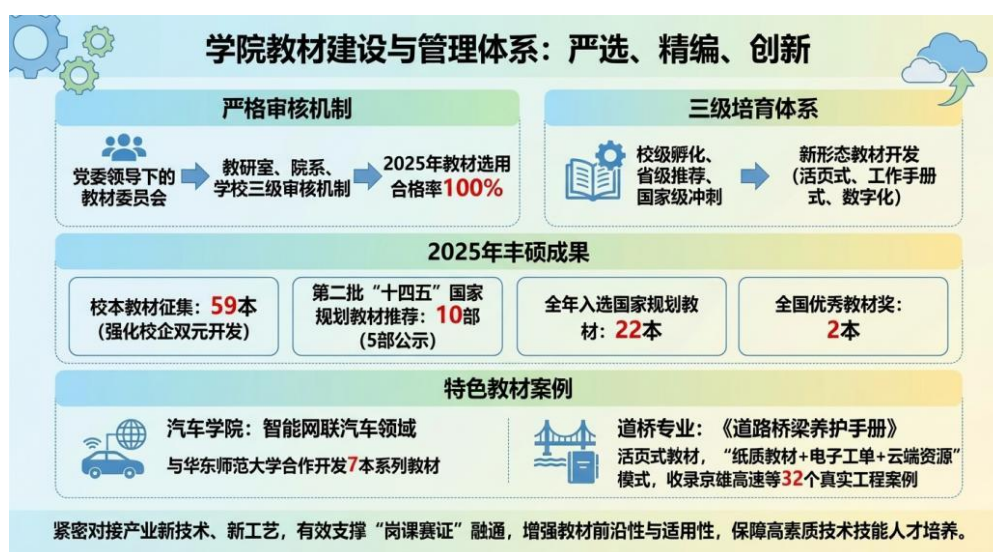 学院教材建设与管理体系：严选、精编、创新
严格审核机制
党委领导下的
教材委员会
教研室、院系、
学校三级审核机制
2025年教材选用
合格率100%
三级培育体系
校级孵化、
省级推荐、
国家级冲刺
新形态教材开发
（活页式、工作手册
式、数字化）
2025年丰硕成果
校本教材征集：59本
(强化校企双元开发）
第二批“十四五”国家
规划教材推荐：10部
(5部公示）
全年入选国家规划教
材：22本
全国优秀教材奖：
2本
特色教材案例
汽车学院：智能网联汽车领域
与华东师范大学合作开发7本系列教材
道桥专业：《道路桥梁养护手册》
活页式教材，“纸质教材+电子工单+云端资源”
模式，收录京雄高速等32个真实工程案例
紧密对接产业新技术、新工艺，有效支撑“岗课赛证”融通，增强教材前沿性与适用性，保障高素质技术技能人才培养。